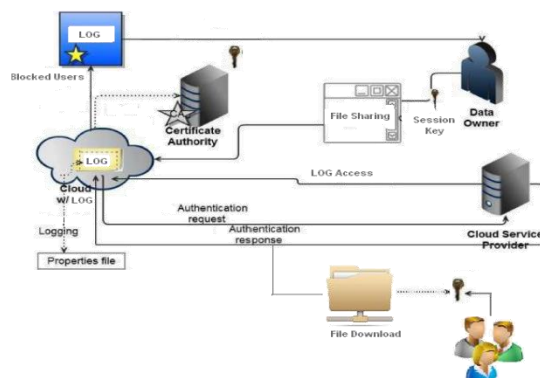 LOG
Blocked Users
Certificate
Authority
File Sharing
Session
Key
Data
Owner
LOG
Cloud
w/ LOG
LOG Access
Authentication
request
Authentication
response
Cloud Service
Provider
Logging
Properties file
File Download